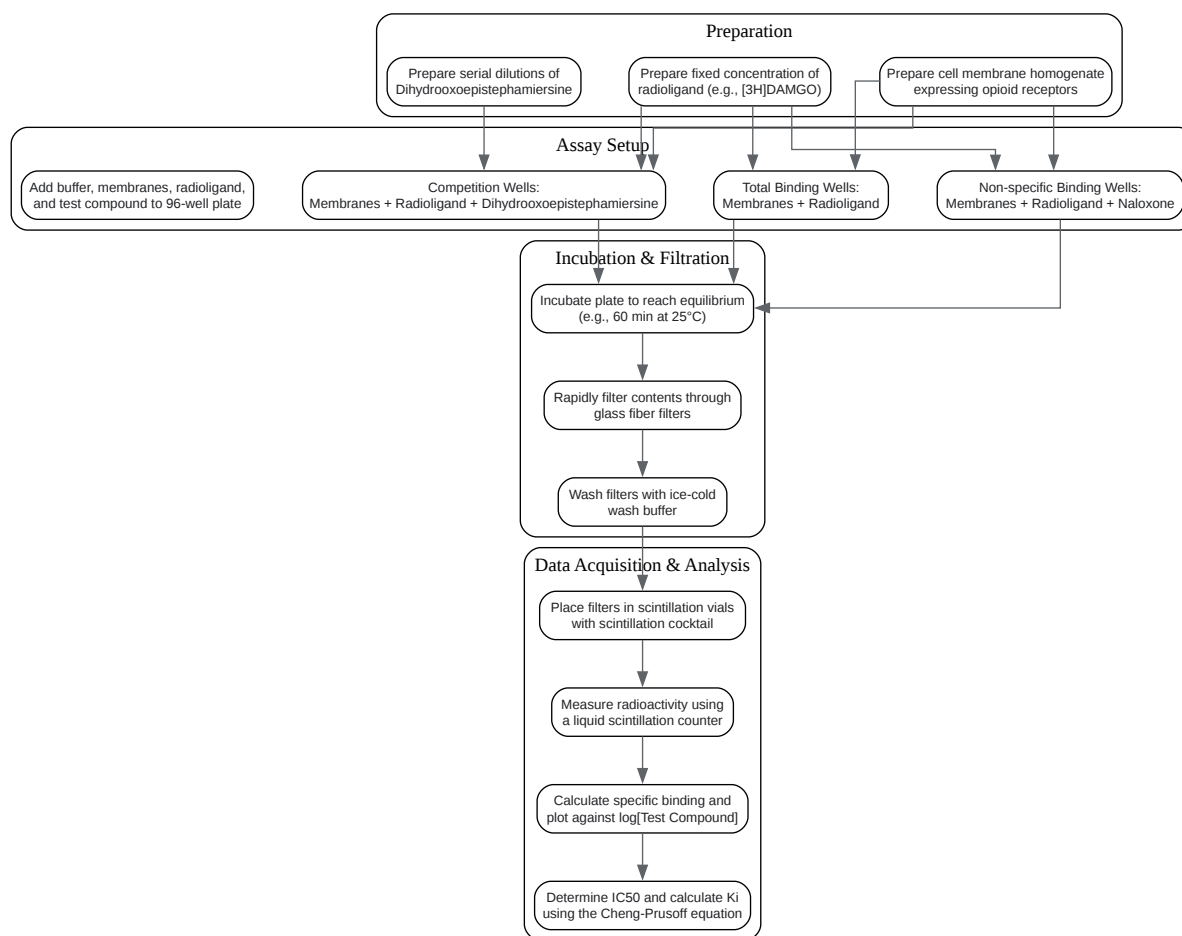 Preparation
Prepare serial dilutions of
Dihydrooxoepistephamiersine
Prepare fixed concentration of
radioligand (e.g., [3H]DAMGO)
Prepare cell membrane homogenate
expressing opioid receptors
Assay Setup
Add buffer, membranes, radioligand,
and test compound to 96-well plate
Competition Wells:
Membranes + Radioligand + Dihydrooxoepistephamiersine
Total Binding Wells:
Membranes + Radioligand
Non-specific Binding Wells:
Membranes + Radioligand + Naloxone
Incubation & Filtration
Incubate plate to reach equilibrium
(e.g., 60 min at 25°C)
Rapidly filter contents through
glass fiber filters
Wash filters with ice-cold
wash buffer
Data Acquisition & Analysis
Place filters in scintillation vials
with scintillation cocktail
Measure radioactivity using
a liquid scintillation counter
Calculate specific binding and
plot against log[Test Compound]
Determine IC50 and calculate Ki
using the Cheng-Prusoff equation